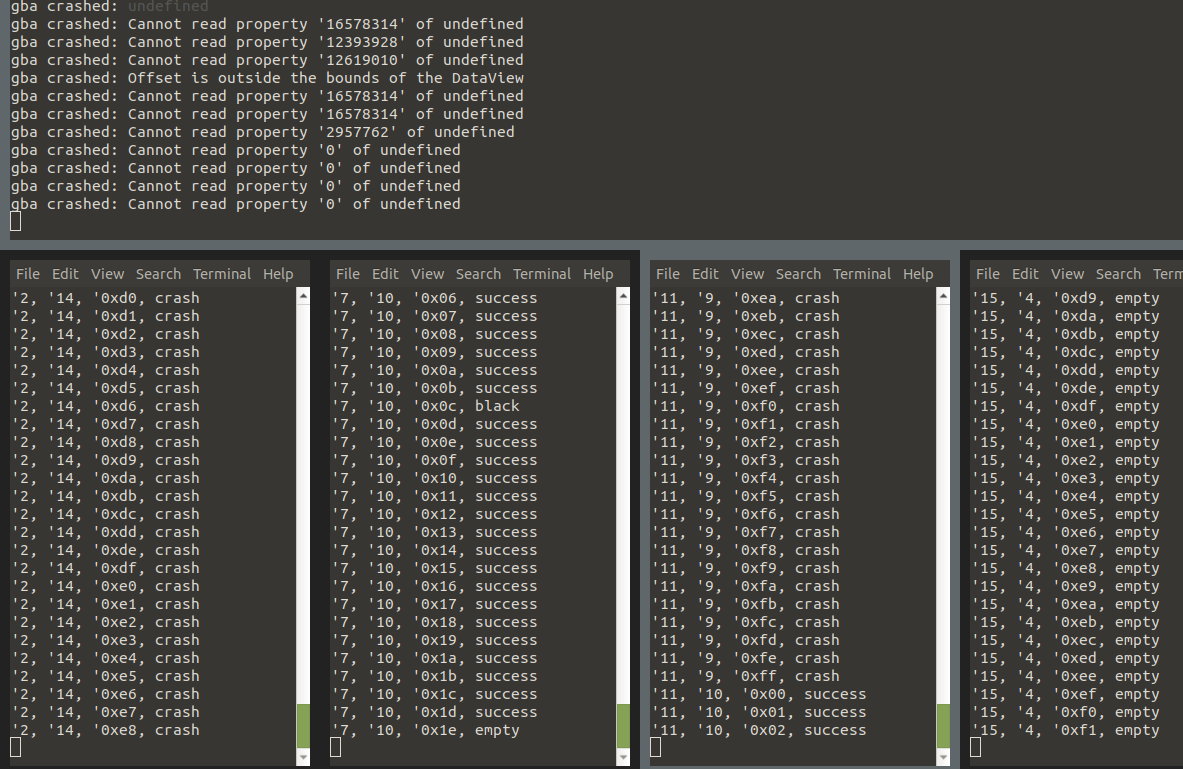 gba crashed: undefined
gba crashed: Cannot read property '16578314' of undefined
gba crashed: Cannot read property '12393928' of undefined
gba crashed: Cannot read property '12619010' of undefined
gba crashed: Offset is outside the bounds of the DataView
gba crashed: Cannot read property '16578314' of undefined
gba crashed: Cannot read property '16578314' of undefined
gba crashed: Cannot read property '2957762' of undefined
gba crashed: Cannot read property '0' of undefined
gba crashed: Cannot read property '0' of undefined
gba crashed: Cannot read property '0' of undefined
gba crashed: Cannot read property '0' of undefined
File Edit View Search Terminal Help
'2, '14, '0xd0, crash
'2, '14, '0xd1, crash
'2, '14, '0xd2, crash
'2, '14, '0xd3, crash
'2, '14, '0xd4, crash
'2, '14, '0xd5, crash
'2, '14, '0xd6, crash
'2, '14, '0xd7, crash
'2, '14, '0xd8, crash
'2, '14, '0xd9, crash
'2, '14, '0xda, crash
'2, '14, '0xdb, crash
'2, '14, '0xdc, crash
'2, '14, '0xdd, crash
'2, '14, '0xde, crash
'2, '14, '0xdf, crash
'2, '14, '0xe0, crash
'2, '14, '0xe1, crash
'2, '14, '0xe2, crash
'2, '14, '0xe3, crash
'2, '14, '0xe4, crash
'2, '14, '0xe5, crash
'2, '14, '0xe6, crash
'2, '14, '0xe7, crash
'2, '14, '0xe8, crash
File Edit View Search Terminal Help
'7, '10, '0x06, success
'7, '10, '0x07, success
'7, '10, '0x08, success
'7, '10, '0x09, success
'7, '10, '0x0a, success
'7, '10, '0x0b, success
'7, '10, '0x0c, black
'7, '10, '0x0d, success
'7, '10, '0x0e, success
'7, '10, '0x0f, success
'7, '10, '0x10, success
'7, '10, '0x11, success
'7, '10, '0x12, success
'7, '10, '0x13, success
'7, '10, '0x14, success
'7, '10, '0x15, success
'7, '10, '0x16, success
'7, '10, '0x17, success
'7, '10, '0x18, success
'7, '10, '0x19, success
'7, '10, '0x1a, success
'7, '10, '0x1b, success
'7, '10, '0x1c, success
'7, '10, '0x1d, success
'7, '10, '0x1e, empty
File Edit View Search Terminal Help
'11, '9, '0xea, crash
'11, '9, '0xeb, crash
'11, '9, '0xec, crash
'11, '9, '0xed, crash
'11, '9, '0xee, crash
'11, '9, '0xef, crash
'11, '9, '0xf0, crash
'11, '9, '0xf1, crash
'11, '9, '0xf2, crash
'11, '9, '0xf3, crash
'11, '9, '0xf4, crash
'11, '9, '0xf5, crash
'11, '9, '0xf6, crash
'11, '9, '0xf7, crash
'11, '9, '0xf8, crash
'11, '9, '0xf9, crash
'11, '9, '0xfa, crash
'11, '9, '0xfb, crash
'11, '9, '0xfc, crash
'11, '9, '0xfd, crash
'11, '9, '0xfe, crash
'11, '9, '0xff, crash
'11, '10, '0x00, success
'11, '10, '0x01, success
'11, '10, '0x02, success
File Edit View Search Term
'15, '4, '0xd9, empty
'15, '4, '0xda, empty
'15, '4, '0xdb, empty
'15, '4, '0xdc, empty
'15, '4, '0xdd, empty
'15, '4, '0xde, empty
'15, '4, '0xdf, empty
'15, '4, '0xe0, empty
'15, '4, '0xe1, empty
'15, '4, '0xe2, empty
'15, '4, '0xe3, empty
'15, '4, '0xe4, empty
'15, '4, '0xe5, empty
'15, '4, '0xe6, empty
'15, '4, '0xe7, empty
'15, '4, '0xe8, empty
'15, '4, '0xe9, empty
'15, '4, '0xea, empty
'15, '4, '0xeb, empty
'15, '4, '0xec, empty
'15, '4, '0xed, empty
'15, '4, '0xee, empty
'15, '4, '0xef, empty
'15, '4, '0xf0, empty
'15, '4, '0xf1, empty